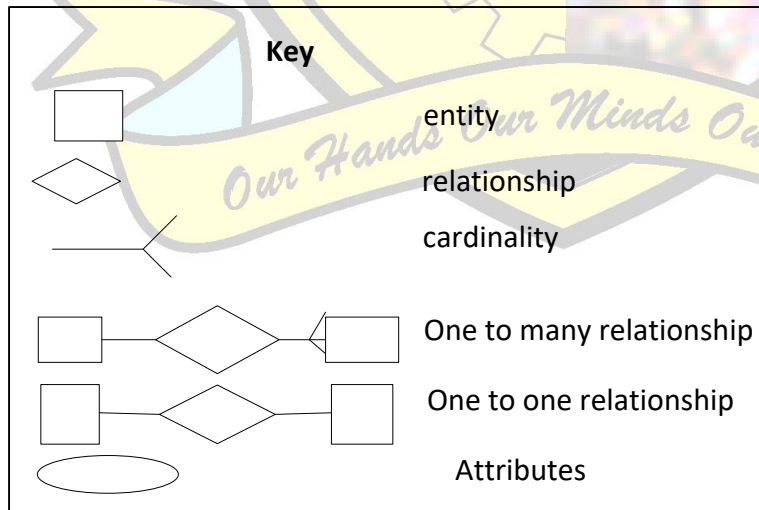 Key
entity
Our Hands Our Minds Ou
relationship
cardinality
One to many relationship
One to one relationship
Attributes